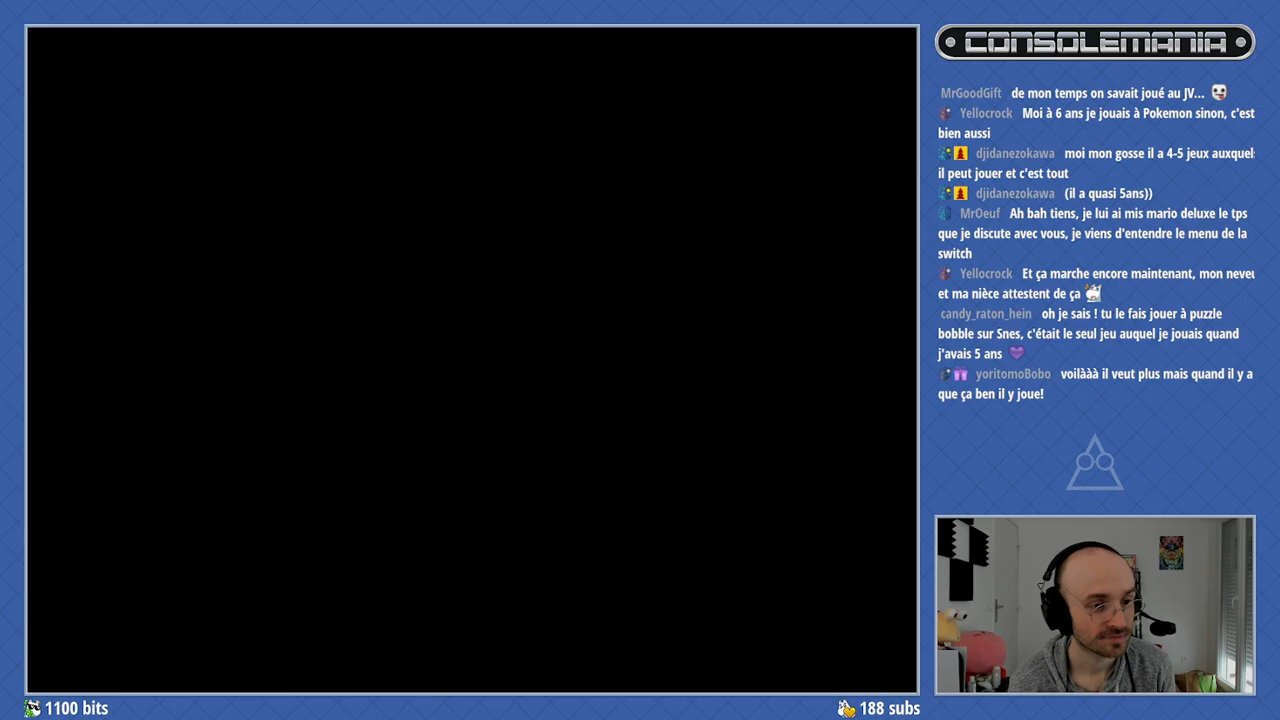 CONSOLEMANIA
MrGoodGift de mon temps on savait joué au JV...
Yellocrock Moi à 6 ans je jouais à Pokemon sinon, c'est
bien aussi
djidanezokawa moi mon gosse il a 4-5 jeux auxquels
il peut jouer et c'est tout
djidanezokawa (il a quasi 5ans))
MrOeuf Ah bah tiens, je lui ai mis mario deluxe le tps
que je discute avec vous, je viens d'entendre le menu de la
switch
Yellocrock Et ça marche encore maintenant, mon neveu
et ma nièce attestent de ça
candy_raton_hein oh je sais ! tu le fais jouer à puzzle
bobble sur Snes, c'était le seul jeu auquel je jouais quand
j'avais 5 ans
yoritomoBobo voilààà il veut plus mais quand il y a
que ça ben il y joue!
1100 bits
188 subs